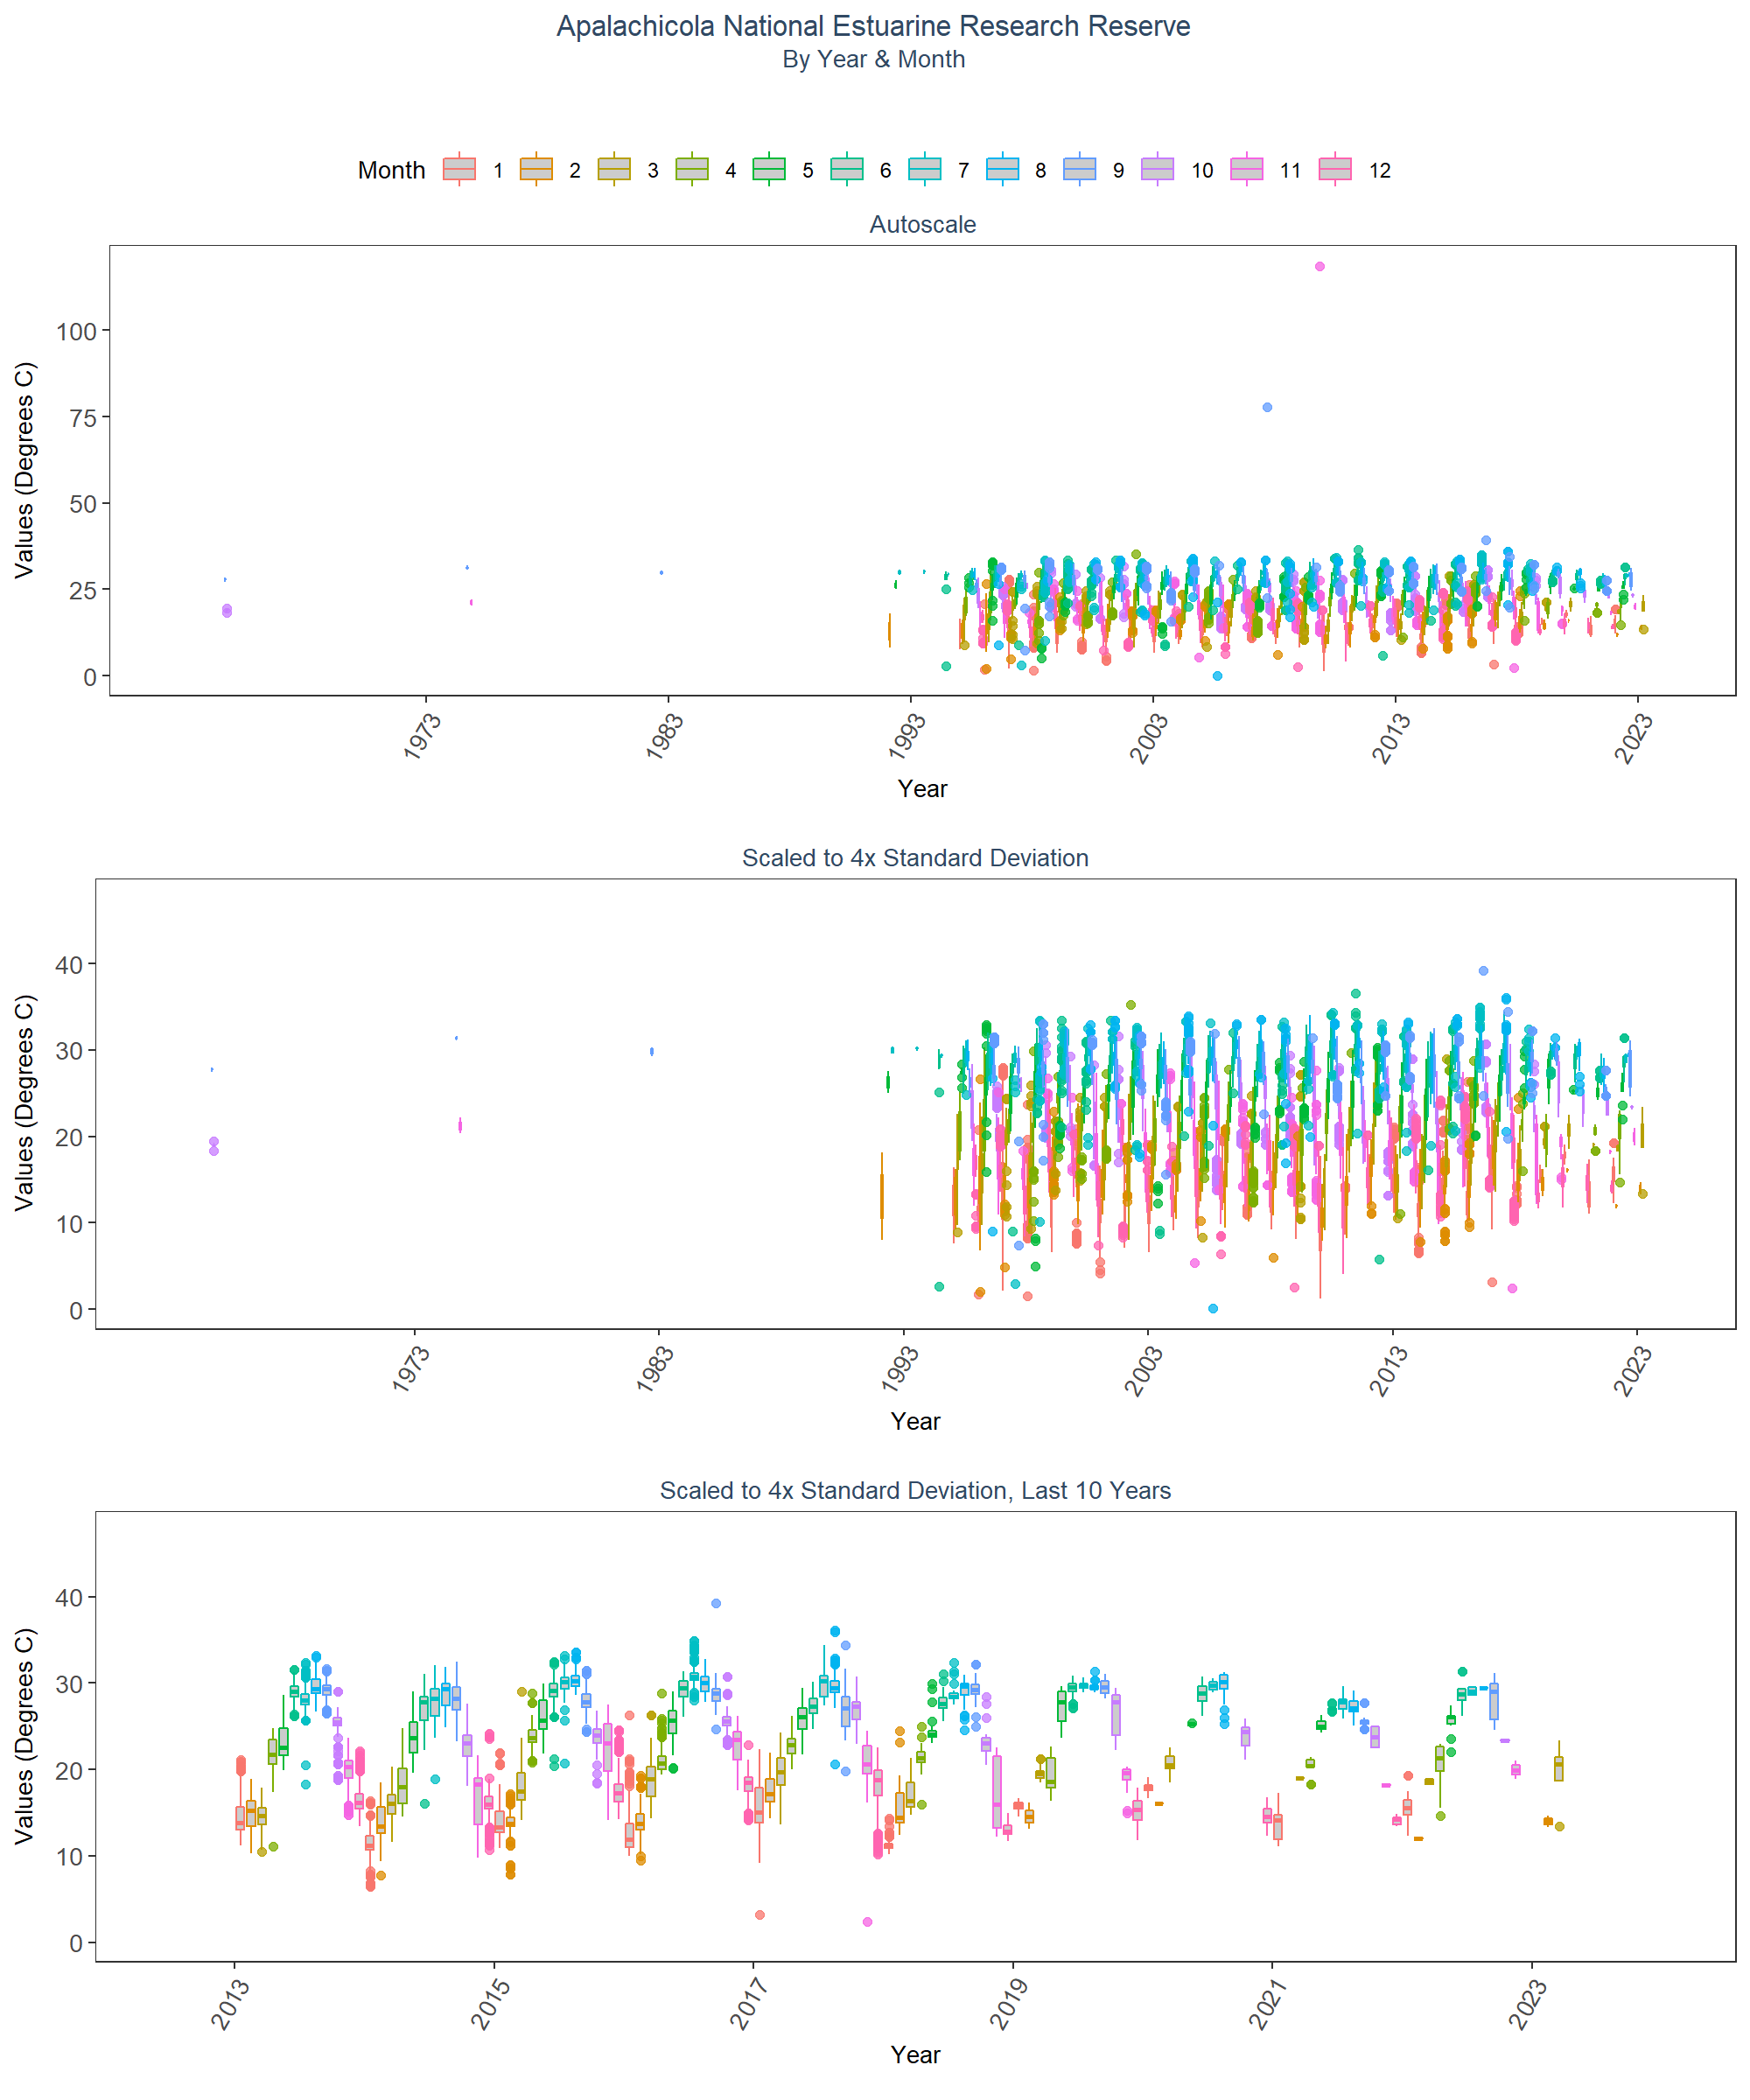 Apalachicola National Estuarine Research Reserve
By Year & Month
Month 1 2 3 4 5 6 7 8 9 10 11 12
Autoscale
Values (Degrees C)
100
75
50
25
0
1973 1983 1993 2003 2013 2023
Year
Scaled to 4x Standard Deviation
Values (Degrees C)
40
30
20
10
0
1973 1983 1993 2003 2013 2023
Year
Scaled to 4x Standard Deviation, Last 10 Years
Values (Degrees C)
40
30
20
10
0
2013 2015 2017 2019 2021 2023
Year